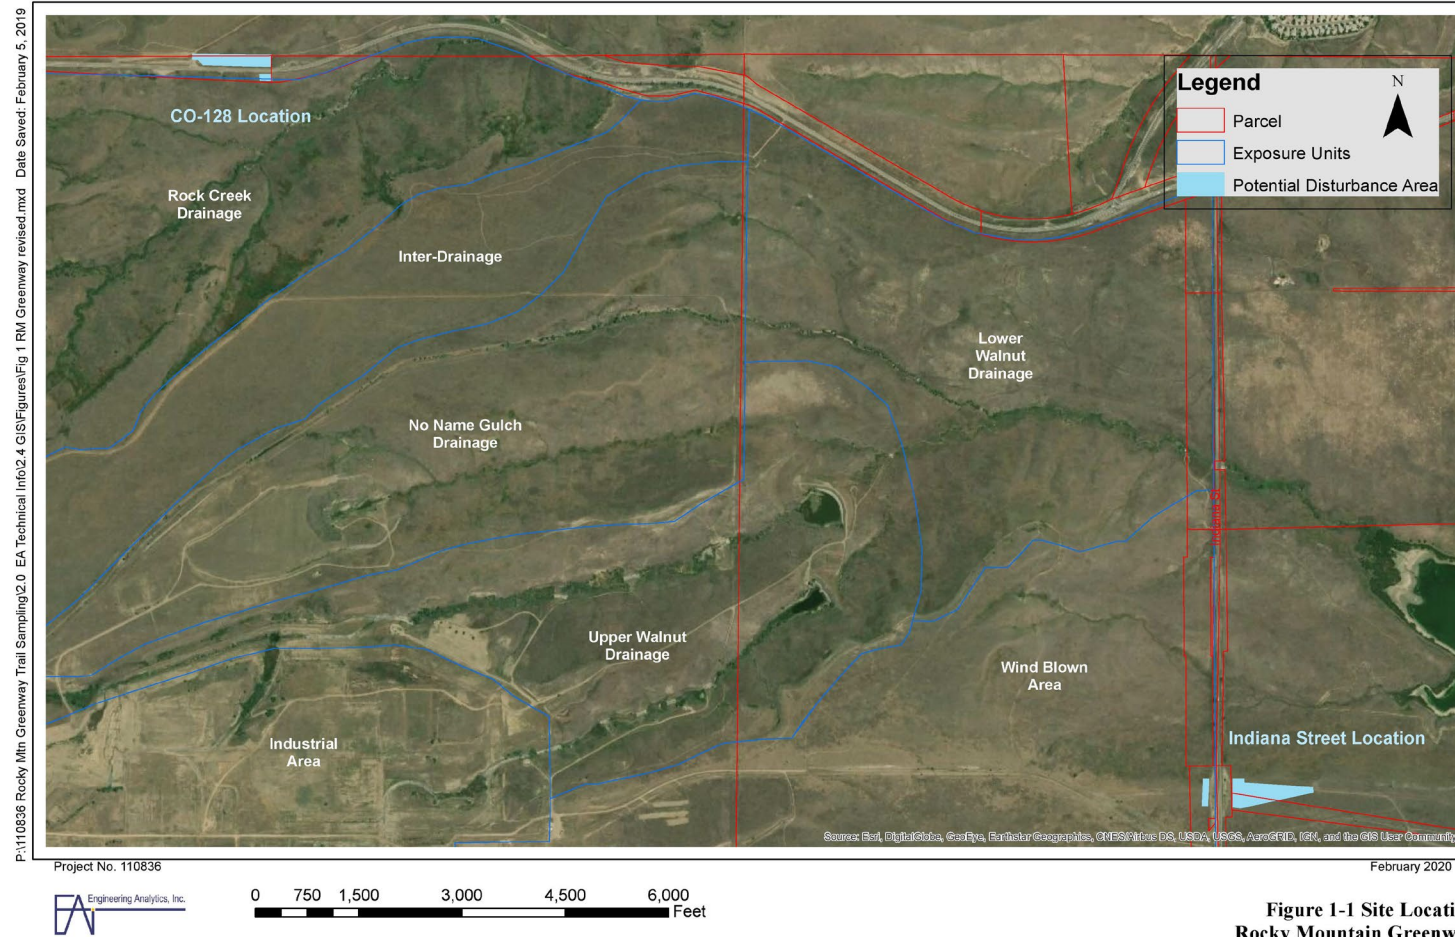 P:\110836 Rocky Mtn Greenway Trail Sampling\2.0 EA Technical Info\2.4 GIS\Figures\Fig 1 RM Greenway revised.mxd Date Saved: February 5, 2019
CO-128 Location
Legend
N
Parcel
Exposure Units
Potential Disturbance Area
Rock Creek
Drainage
Inter-Drainage
Lower
Walnut
Drainage
No Name Gulch
Drainage
Indiana St
Upper Walnut
Drainage
Wind Blown
Area
Industrial
Area
Indiana Street Location
Source: Esri, DigitalGlobe, GeoEye, Earthstar Geographics, CNES/Airbus DS, USDA, USGS, AeroGRID, IGN, and the GIS User Community
Project No. 110836
February 2020
Engineering Analytics, Inc.
EAi
0 750 1,500 3,000 4,500 6,000
Feet
Figure 1-1 Site Locati
Rocky Mountain Greenw